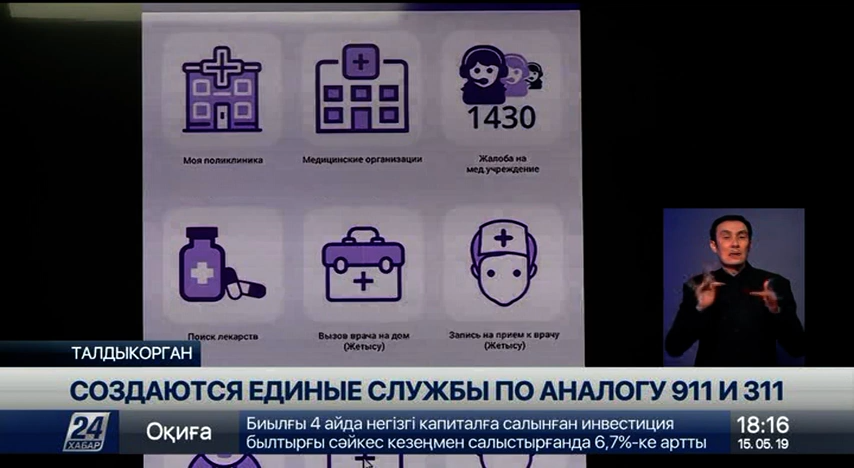 1430
Моя поликлиника
Медицинские организации
Жалоба на
мед.учреждение
Поиск лекарств
Вызов врача на дом
(Жетысу)
Запись на прием к врачу
(Жетысу)
ТАЛДЫКОРГАН
СОЗДАЮТСЯ ЕДИНЫЕ СЛУЖБЫ ПО АНАЛОГУ 911 И 311
24
ХАБАР
Оқиға
Биылғы 4 айда негізгі капиталға салынған инвестиция
былтырғы сәйкес кезеңмен салыстырғанда 6,7%-ке артты
18:16
15.05.19